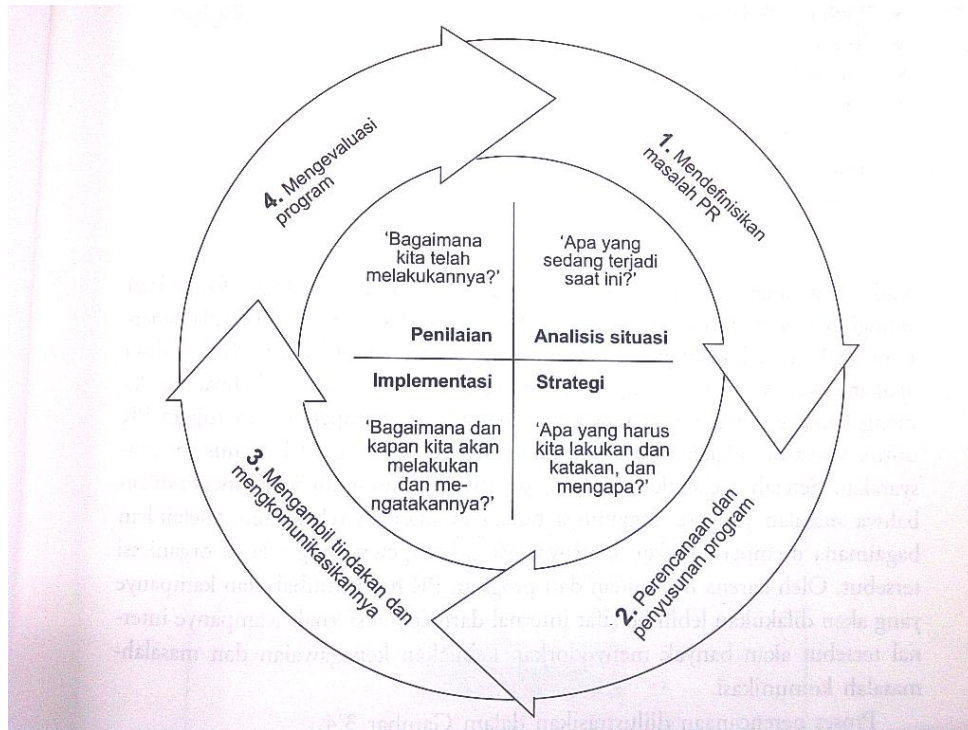 1. Mendefinisikan
masalah PR
'Apa yang
sedang terjadi
saat ini?'
Analisis situasi
2. Perencanaan dan
penyusunan program
Strategi
'Apa yang harus
kita lakukan dan
katakan, dan
mengapa?'
3. Mengambil tindakan dan
mengkomunikasikannya
Implementasi
'Bagaimana dan
kapan kita akan
melakukan
dan me-
ngatakannya?'
4. Mengevaluasi
program
'Bagaimana
kita telah
melakukannya?'
Penilaian